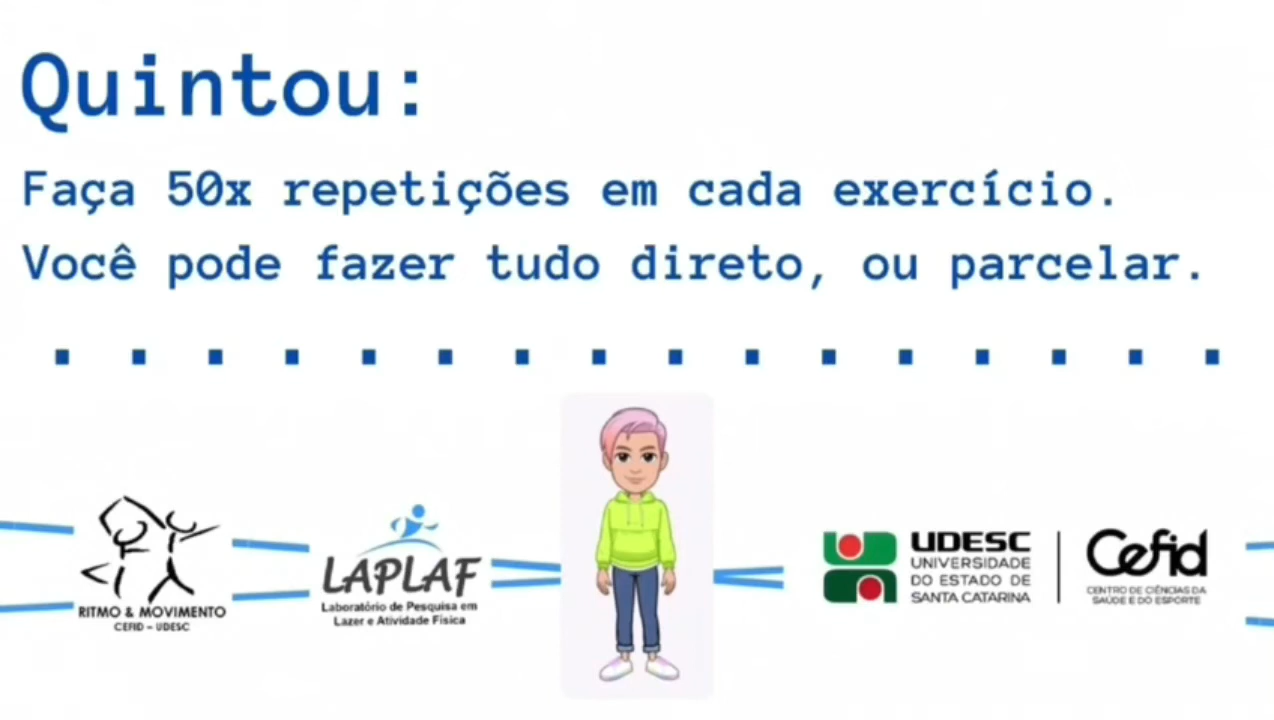 Quintou:
Faça 50x repetições em cada exercício.
Você pode fazer tudo direto, ou parcelar.
RITMO & MOVIMENTO
CEFID – UDESC
LAPLAF
Laboratório de Pesquisa em
Lazer e Atividade Física
UDESC
UNIVERSIDADE
DO ESTADO DE
SANTA CATARINA
Cefid
CENTRO DE CIÊNCIAS DA
SAÚDE E DO ESPORTE